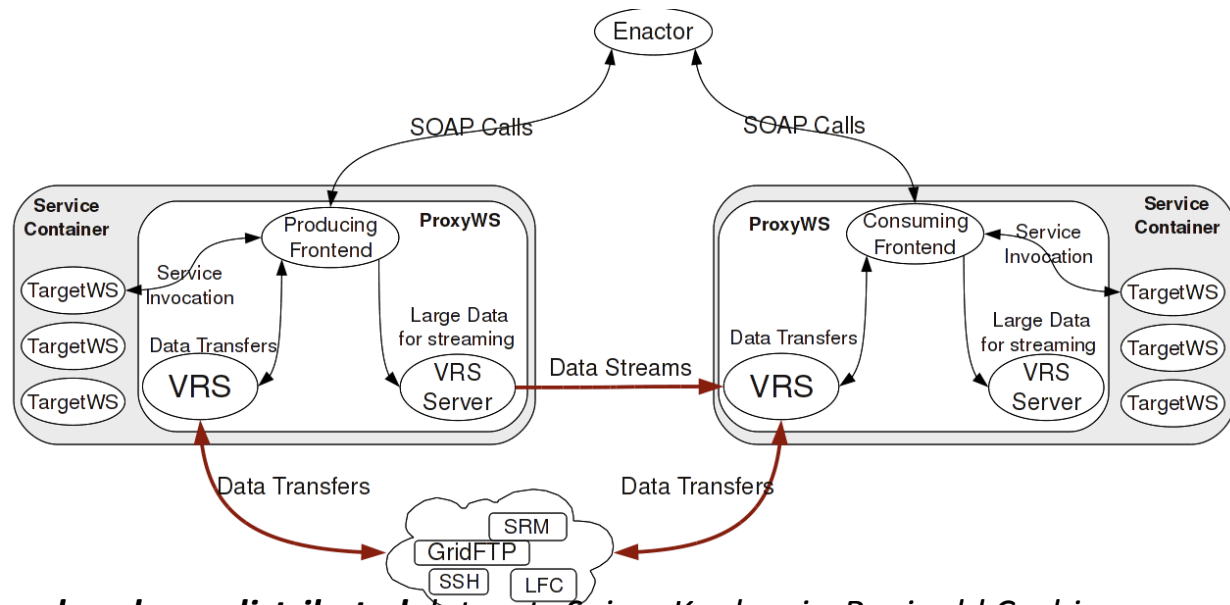 Enactor
SOAP Calls
SOAP Calls
Service
Container
ProxyWS
Producing
Frontend
TargetWS
TargetWS
TargetWS
Service
Invocation
Data Transfers
VRS
Large Data
for streaming
VRS
Server
Data Streams
ProxyWS
Consuming
Frontend
Service
Container
Service
Invocation
TargetWS
TargetWS
TargetWS
Data Transfers
VRS
Large Data
for streaming
VRS
Server
Data Transfers
Data Transfers
SRM
GridFTP
SSH
LFC
distributed